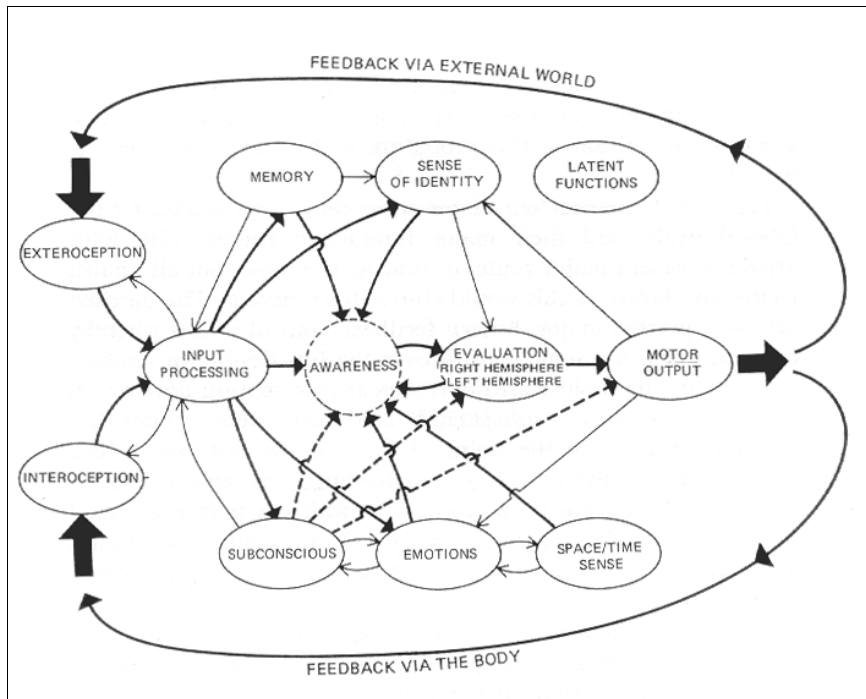 FEEDBACK VIA EXTERNAL WORLD
MEMORY
SENSE
OF IDENTITY
LATENT
FUNCTIONS
EXTEROCEPTION
INPUT
PROCESSING
AWARENESS
EVALUATION
RIGHT HEMISPHERE
LEFT HEMISPHERE
MOTOR
OUTPUT
INTEROCEPTION
SUBCONSCIOUS
EMOTIONS
SPACE/TIME
SENSE
FEEDBACK VIA THE BODY